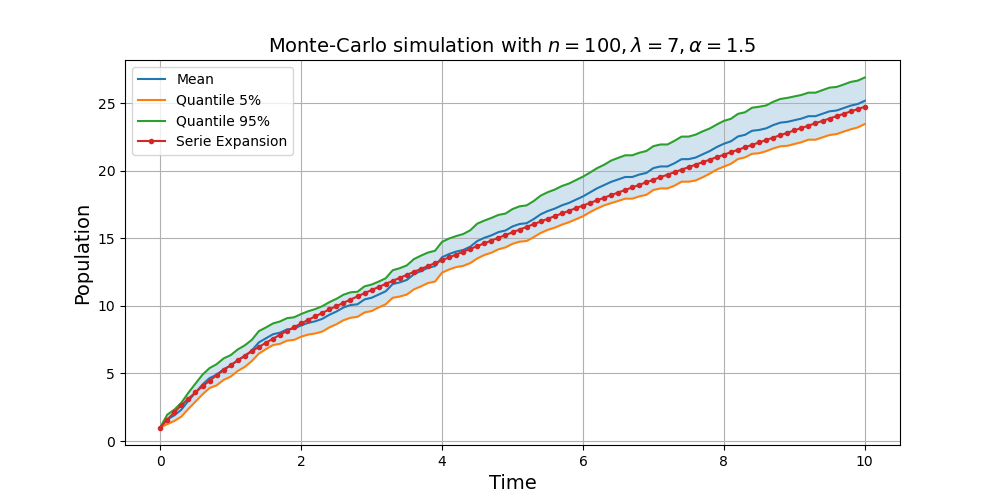 Monte-Carlo simulation with n = 100, λ = 7, α = 1.5
Mean
Quantile 5%
Quantile 95%
Serie Expansion
Population
25
20
15
10
5
0
0 2 4 6 8 10
Time